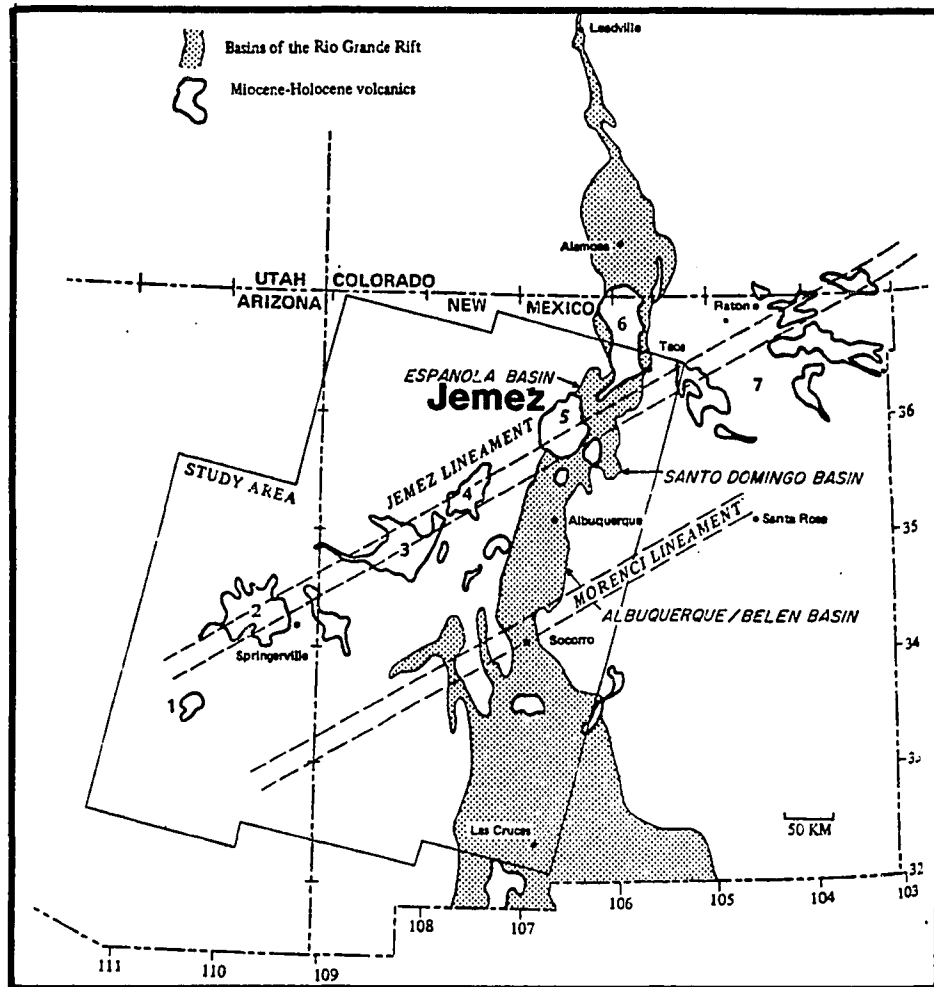 Leadville
Basins of the Rio Grande Rift
Miocene-Holocene volcanics
Alamosa
UTAH COLORADO
ARIZONA NEW MEXICO
Raton
6
Taos
7
ESPANOLA BASIN
Jemez
36
5
JEMEZ LINEAMENT
STUDY AREA
SANTO DOMINGO BASIN
4
Albuquerque
Santa Rosa
35
3
MORENCI LINEAMENT
2
ALBUQUERQUE/BELEN BASIN
Springerville
Socorro
34
1
33
50 KM
Las Cruces
32
103
104
105
106
107
108
109
110
111